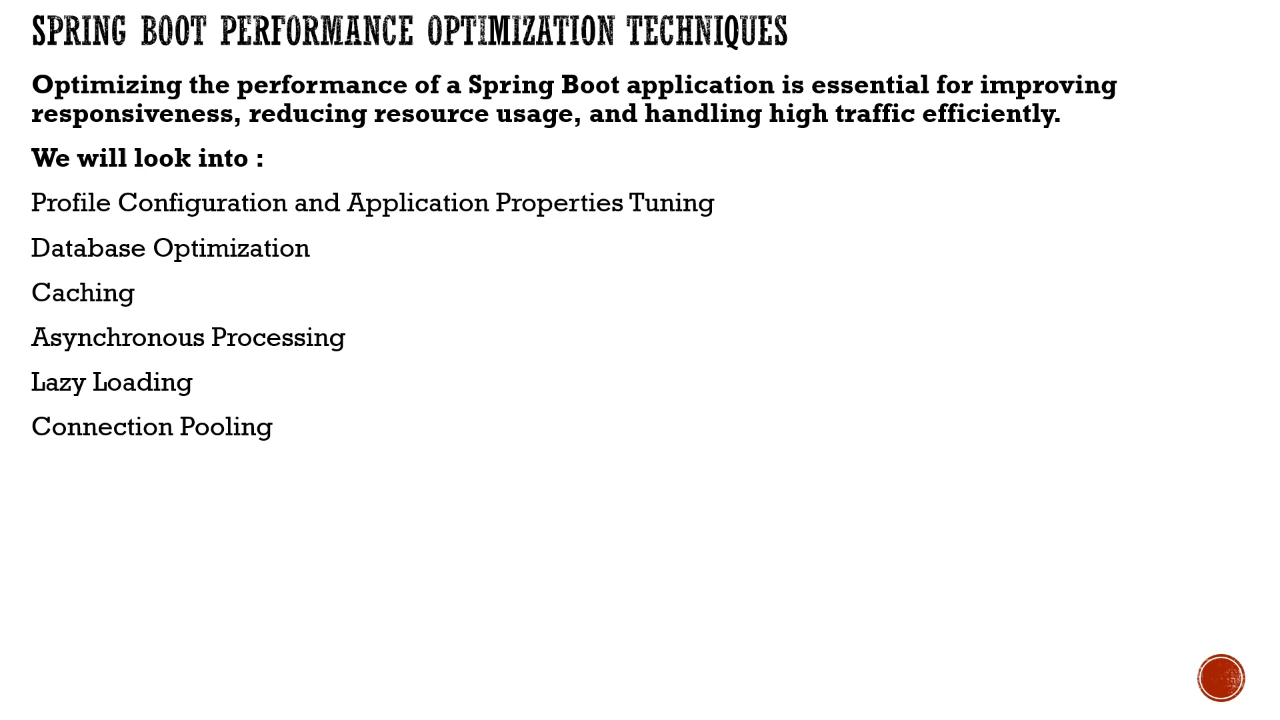 SPRING BOOT PERFORMANCE OPTIMIZATION TECHNIQUES
Optimizing the performance of a Spring Boot application is essential for improving
responsiveness, reducing resource usage, and handling high traffic efficiently.
We will look into :
Profile Configuration and Application Properties Tuning
Database Optimization
Caching
Asynchronous Processing
Lazy Loading
Connection Pooling